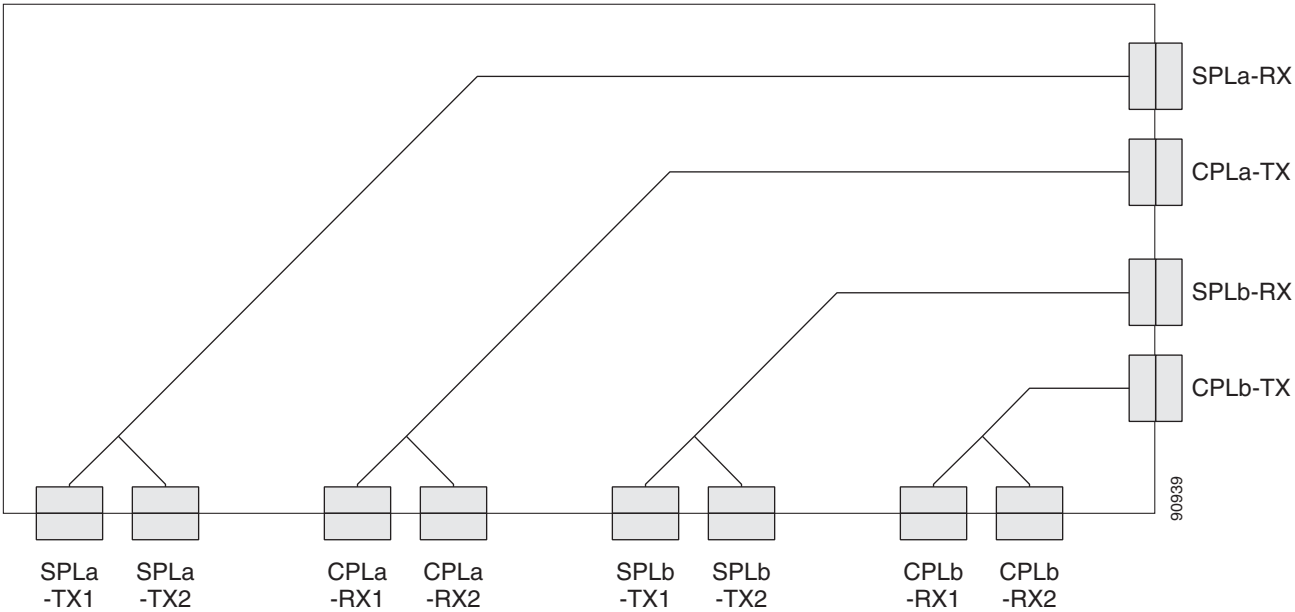 SPLa-RX
CPLa-TX
SPLb-RX
CPLb-TX
90939
SPLa
-TX1
SPLa
-TX2
CPLa
-RX1
CPLa
-RX2
SPLb
-TX1
SPLb
-TX2
CPLb
-RX1
CPLb
-RX2